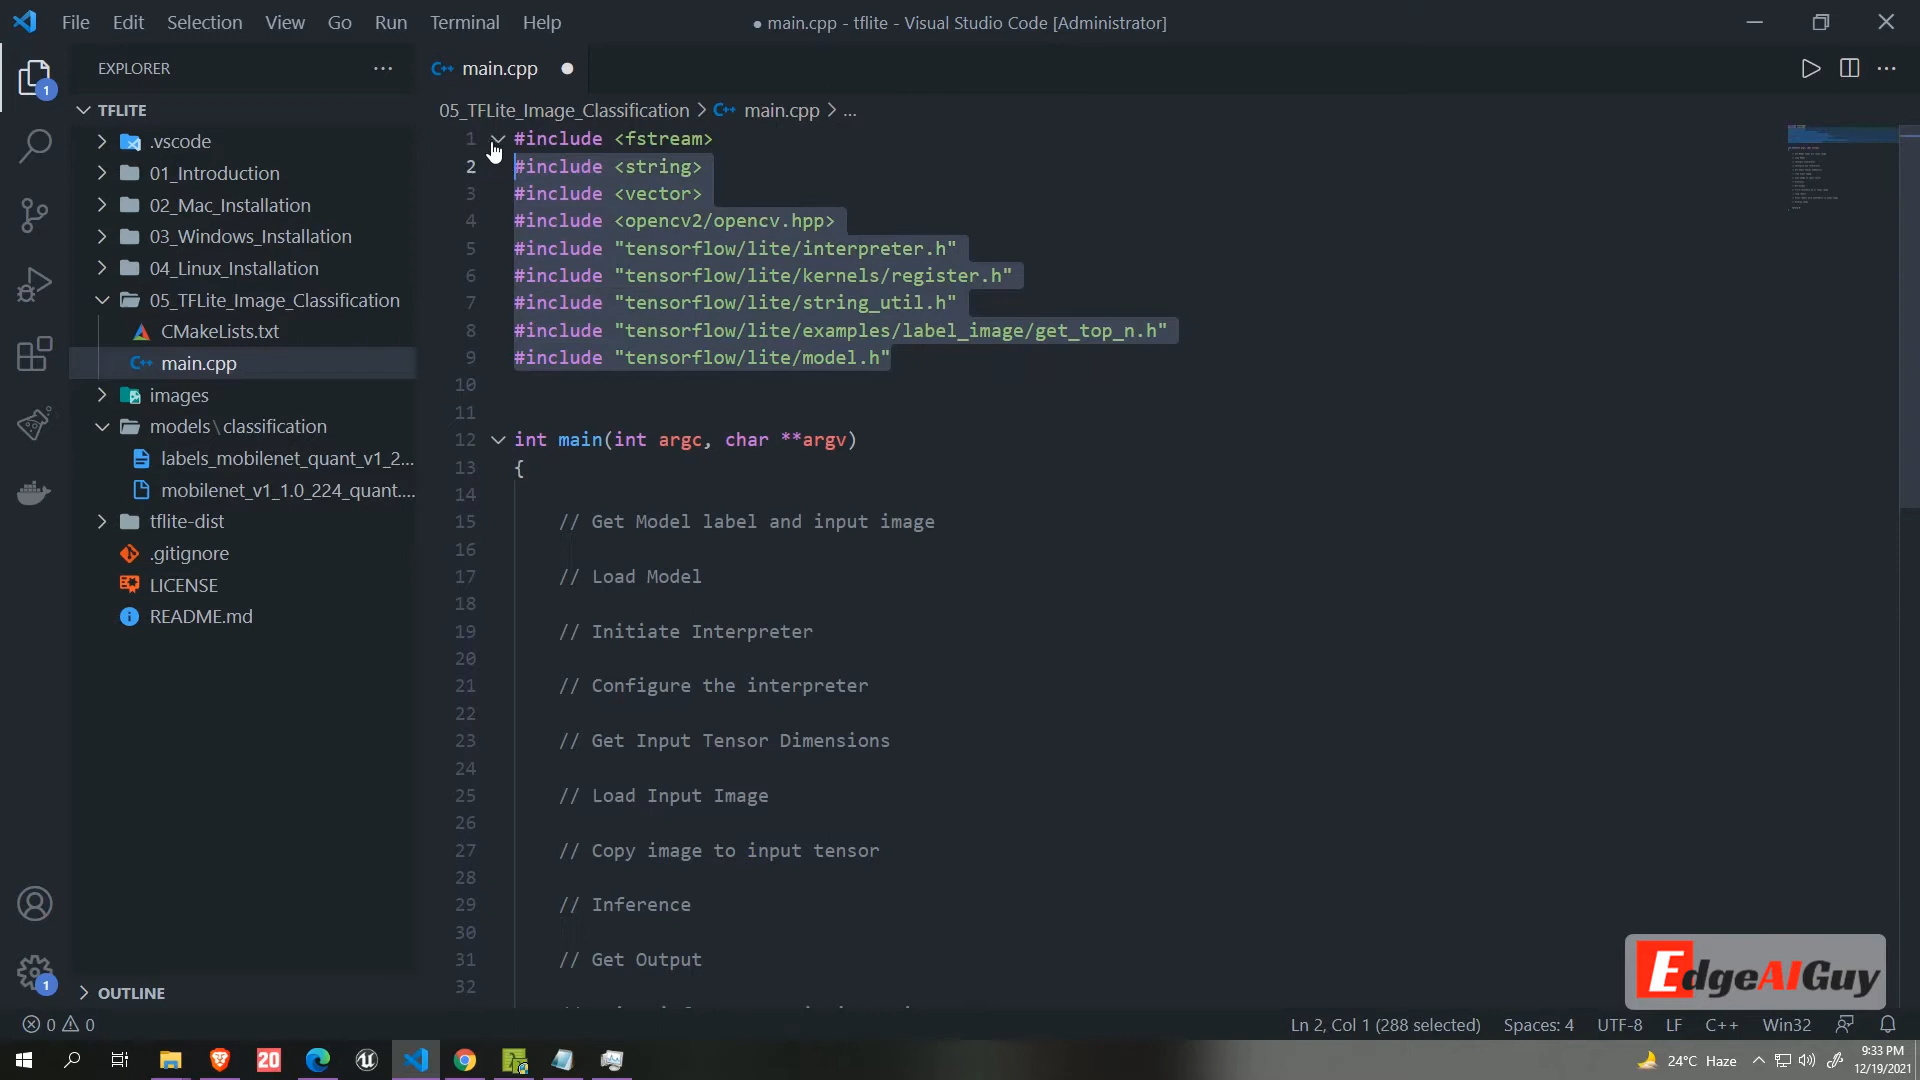 File Edit Selection View Go Run Terminal Help
● main.cpp - tflite - Visual Studio Code [Administrator]
EXPLORER ...
main.cpp
TFLITE
.vscode
01_Introduction
02_Mac_Installation
03_Windows_Installation
04_Linux_Installation
05_TFLite_Image_Classification
CMakeLists.txt
main.cpp
images
models\classification
labels_mobilenet_quant_v1_2...
mobilenet_v1_1.0_224_quant....
tflite-dist
.gitignore
LICENSE
README.md
OUTLINE
1
1
05_TFLite_Image_Classification > main.cpp > ...
1 #include <fstream>
2 #include <string>
3 #include <vector>
4 #include <opencv2/opencv.hpp>
5 #include "tensorflow/lite/interpreter.h"
6 #include "tensorflow/lite/kernels/register.h"
7 #include "tensorflow/lite/string_util.h"
8 #include "tensorflow/lite/examples/label_image/get_top_n.h"
9 #include "tensorflow/lite/model.h"
10
11
12 int main(int argc, char **argv)
13 {
14
15 // Get Model label and input image
16
17 // Load Model
18
19 // Initiate Interpreter
20
21 // Configure the interpreter
22
23 // Get Input Tensor Dimensions
24
25 // Load Input Image
26
27 // Copy image to input tensor
28
29 // Inference
30
31 // Get Output
32
EdgeAIGuy
0 0
Ln 2, Col 1 (288 selected) Spaces: 4 UTF-8 LF C++ Win32
20
24°C Haze
9:33 PM
12/19/2021